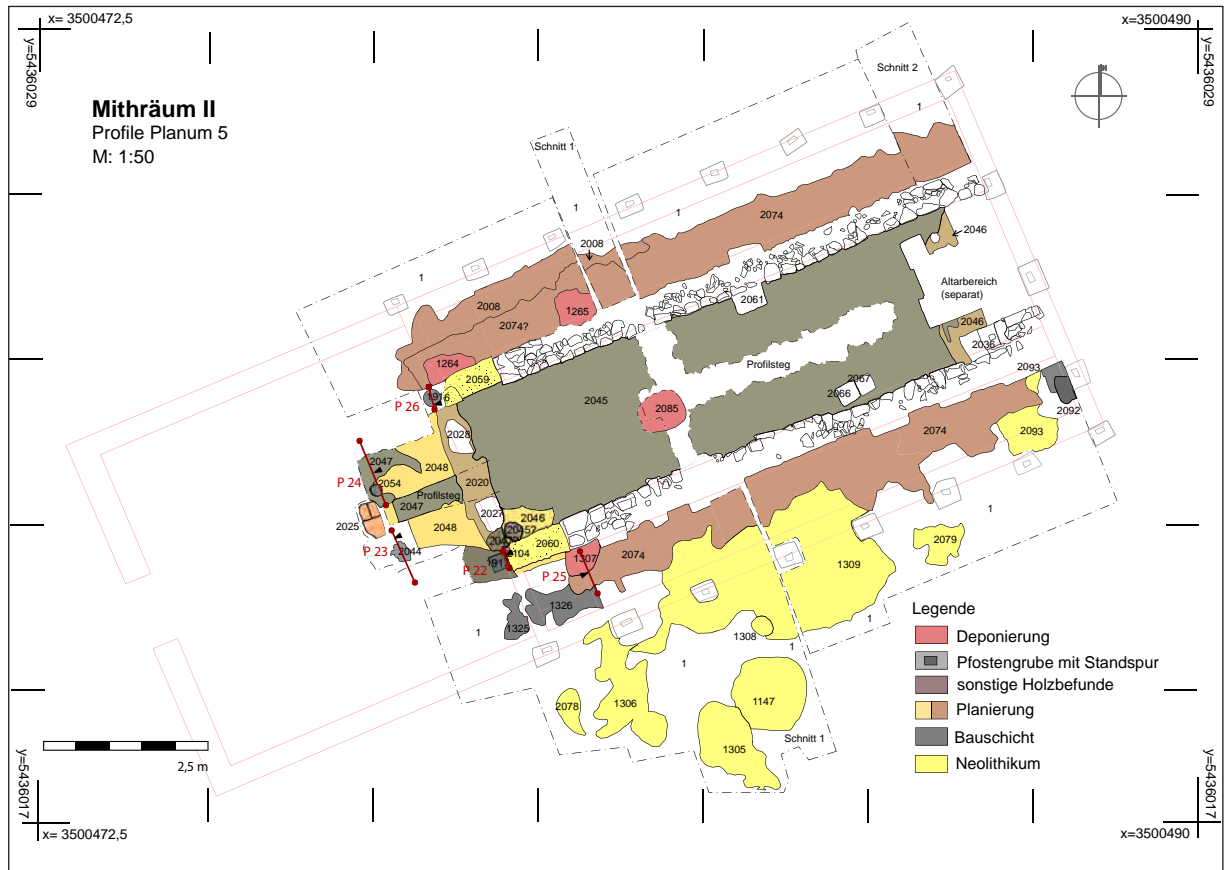 x= 3500472,5
x=3500490
y=5436029
y=5436029
Mithräum II
Profile Planum 5
M: 1:50
Schnitt 2
Schnitt 1
1
1
1
1
2074
2008
2008
2046
2061
Altarbereich
(separat)
2074?
1265
2046
2036
1264
2059
Profilsteg
2093
2067
2066
2092
1916
P 26
2045
2085
2028
2074
2093
2047
2048
P 24
2054
2020
Profilsteg
2047
2027
2046
2025
2048
2045?
2079
2044
2060
P 23
2104
1307
2074
1309
P 22
P 25
1326
1325
1
1
1
1308
1
1306
1147
2078
1305
Schnitt 1
Legende
Deponierung
Pfostengrube mit Standspur
sonstige Holzbefunde
Planierung
Bauschicht
Neolithikum
2,5 m
y=5436017
y=5436017
x= 3500472,5
x=3500490